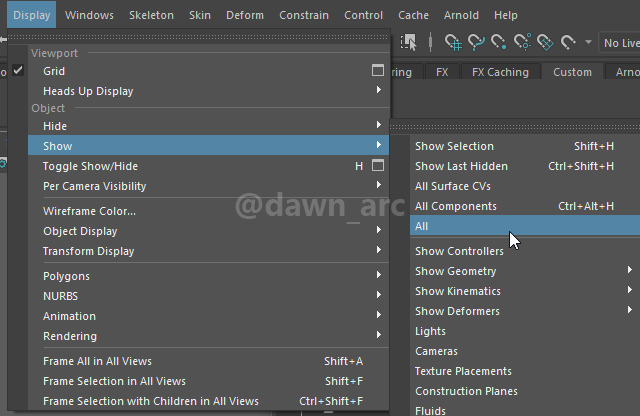 Display Windows Skeleton Skin Deform Constrain Control Cache Arnold Help
No Live
ring FX FX Caching Custom Arno
Viewport
Grid
Heads Up Display
Object
Hide
Show
Toggle Show/Hide H
Per Camera Visibility
Wireframe Color...
Object Display
Transform Display
Polygons
NURBS
Animation
Rendering
Frame All in All Views Shift+A
Frame Selection in All Views Shift+F
Frame Selection with Children in All Views Ctrl+Shift+F
Show Selection Shift+H
Show Last Hidden Ctrl+Shift+H
All Surface CVs
All Components Ctrl+Alt+H
All
Show Controllers
Show Geometry
Show Kinematics
Show Deformers
Lights
Cameras
Texture Placements
Construction Planes
Fluids
@dawn_arc